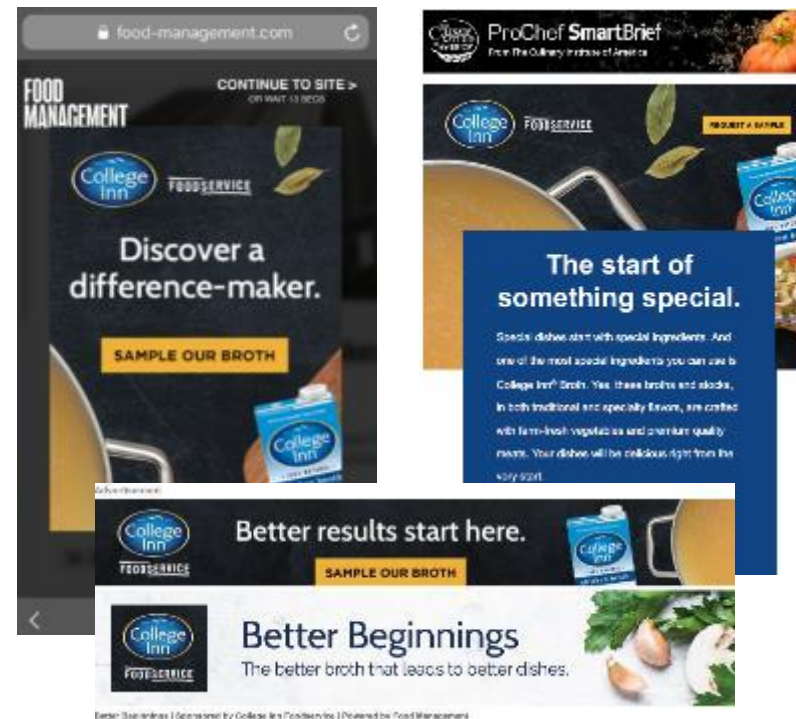 food-management.com
FOOD
MANAGEMENT
CONTINUE TO SITE >
OR WAIT 13 SECS
College
Inn
FOODSERVICE
Discover a
difference-maker.
SAMPLE OUR BROTH
College
Inn
ProChef SmartBrief
From The Culinary Institute of America
College
Inn
FOODSERVICE
REQUEST A SAMPLE
College
Inn
The start of
something special.
Special dishes start with special ingredients. And
one of the most special ingredients you can use is
College Inn® Broth. Yes, these broths and stocks,
in both traditional and specialty flavors, are crafted
with farm-fresh vegetables and premium quality
meats. Your dishes will be delicious right from the
very start.
Advertisement
College
Inn
FOODSERVICE
Better results start here.
SAMPLE OUR BROTH
College
Inn
College
Inn
FOODSERVICE
Better Beginnings
The better broth that leads to better dishes.
Better Beginnings | Sponsored by College Inn Foodservice | Powered by Food Management